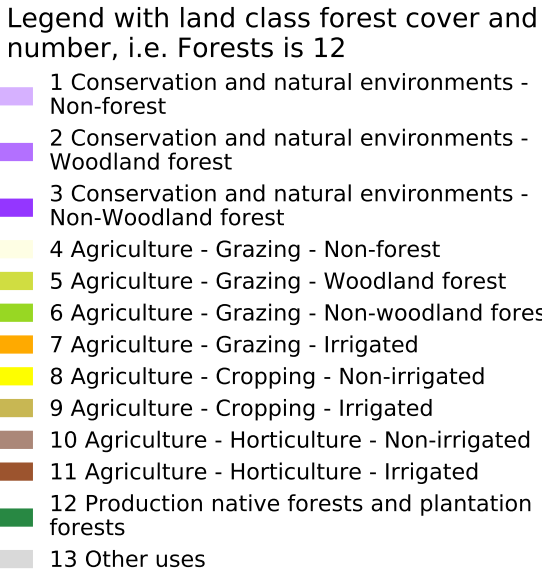 Legend with land class forest cover and
number, i.e. Forests is 12
1 Conservation and natural environments -
Non-forest
2 Conservation and natural environments -
Woodland forest
3 Conservation and natural environments -
Non-Woodland forest
4 Agriculture - Grazing - Non-forest
5 Agriculture - Grazing - Woodland forest
6 Agriculture - Grazing - Non-woodland fores
7 Agriculture - Grazing - Irrigated
8 Agriculture - Cropping - Non-irrigated
9 Agriculture - Cropping - Irrigated
10 Agriculture - Horticulture - Non-irrigated
11 Agriculture - Horticulture - Irrigated
12 Production native forests and plantation
forests
13 Other uses